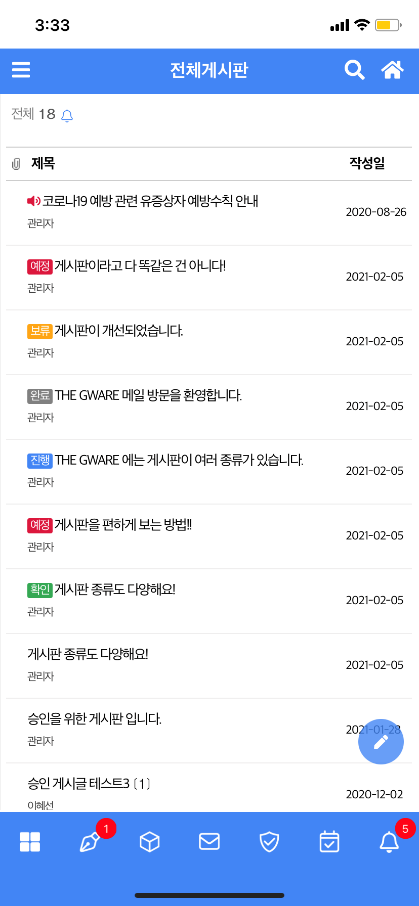 3:33
전체게시판
전체 18
제목 작성일
코로나19 예방 관련 유증상자 예방수칙 안내
2020-08-26
관리자
예정 게시판이라고 다 똑같은 건 아니다!
2021-02-05
관리자
보류 게시판이 개선되었습니다.
2021-02-05
관리자
완료 THE GWARE 메일 방문을 환영합니다.
2021-02-05
관리자
진행 THE GWARE 에는 게시판이 여러 종류가 있습니다.
2021-02-05
관리자
예정 게시판을 편하게 보는 방법!!
2021-02-05
관리자
확인 게시판 종류도 다양해요!
2021-02-05
관리자
게시판 종류도 다양해요!
2021-02-05
관리자
승인을 위한 게시판 입니다.
2021-01-28
관리자
승인 게시글 테스트3 [1]
2020-12-02
이혜선
1
5